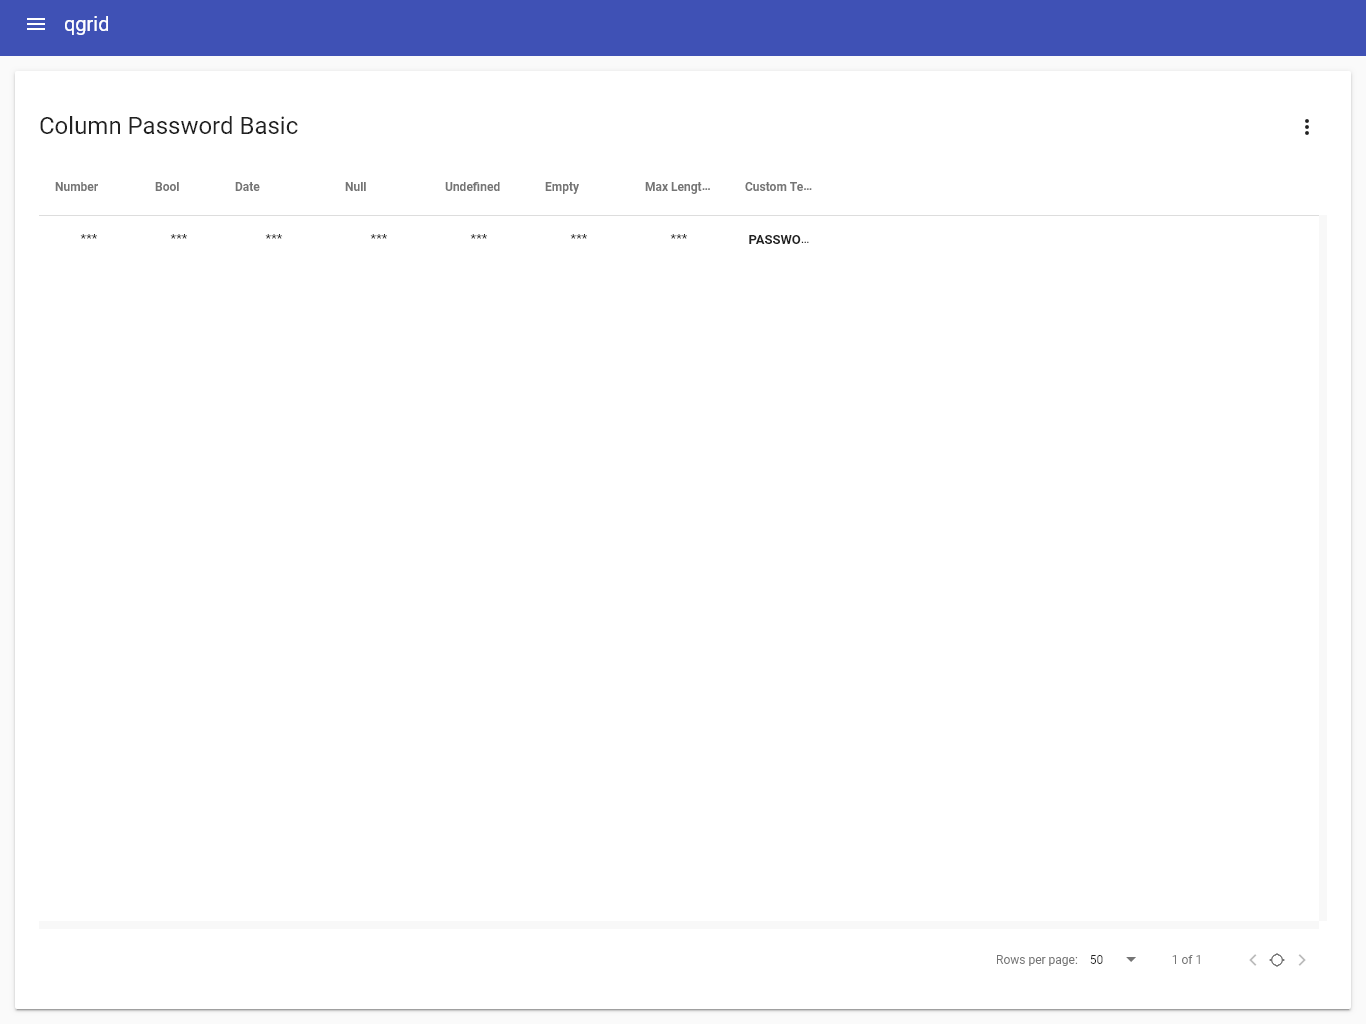 qgrid
Column Password Basic
Number Bool Date Null Undefined Empty Max Lengt... Custom Te...
*** *** *** *** *** *** *** PASSWO...
Rows per page: 50 1 of 1